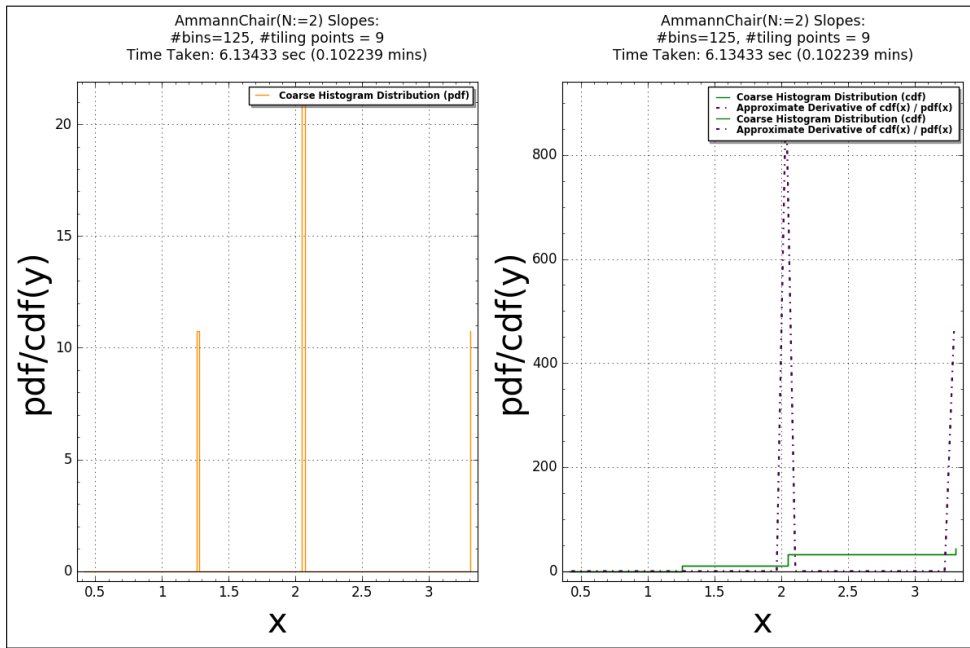 AmmannChair(N:=2) Slopes:
#bins=125, #tiling points = 9
Time Taken: 6.13433 sec (0.102239 mins)
Coarse Histogram Distribution (pdf)
20
15
10
5
0
0.5 1 1.5 2 2.5 3
pdf/cdf(y)
x
AmmannChair(N:=2) Slopes:
#bins=125, #tiling points = 9
Time Taken: 6.13433 sec (0.102239 mins)
Coarse Histogram Distribution (cdf)
Approximate Derivative of cdf(x) / pdf(x)
Coarse Histogram Distribution (cdf)
Approximate Derivative of cdf(x) / pdf(x)
800
600
400
200
0
0.5 1 1.5 2 2.5 3
pdf/cdf(y)
x